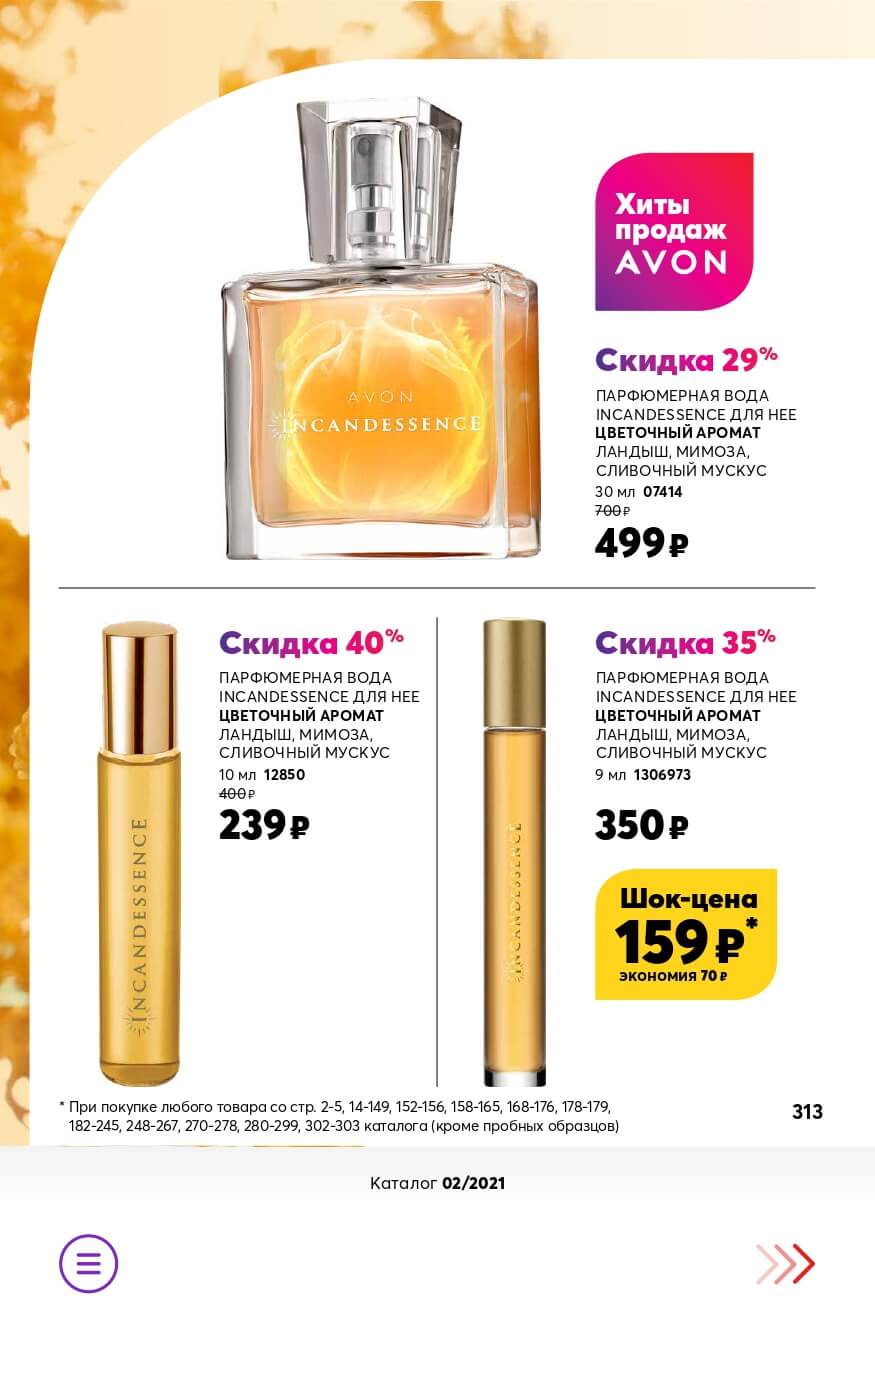 Хиты
продаж
AVON
Скидка 29%
ПАРФЮМЕРНАЯ ВОДА
INCANDESSENCE ДЛЯ НЕЕ
ЦВЕТОЧНЫЙ АРОМАТ
ЛАНДЫШ, МИМОЗА,
СЛИВОЧНЫЙ МУСКУС
30 мл 07414
700 ₽
499 ₽
AVON
INCANDESSENCE
Скидка 40%
ПАРФЮМЕРНАЯ ВОДА
INCANDESSENCE ДЛЯ НЕЕ
ЦВЕТОЧНЫЙ АРОМАТ
ЛАНДЫШ, МИМОЗА,
СЛИВОЧНЫЙ МУСКУС
10 мл 12850
400 ₽
239 ₽
INCANDESSENCE
Скидка 35%
ПАРФЮМЕРНАЯ ВОДА
INCANDESSENCE ДЛЯ НЕЕ
ЦВЕТОЧНЫЙ АРОМАТ
ЛАНДЫШ, МИМОЗА,
СЛИВОЧНЫЙ МУСКУС
9 мл 1306973
350 ₽
Шок-цена
159 ₽*
ЭКОНОМИЯ 70 ₽
INCANDESSENCE
* При покупке любого товара со стр. 2-5, 14-149, 152-156, 158-165, 168-176, 178-179,
182-245, 248-267, 270-278, 280-299, 302-303 каталога (кроме пробных образцов)
313
Каталог 02/2021